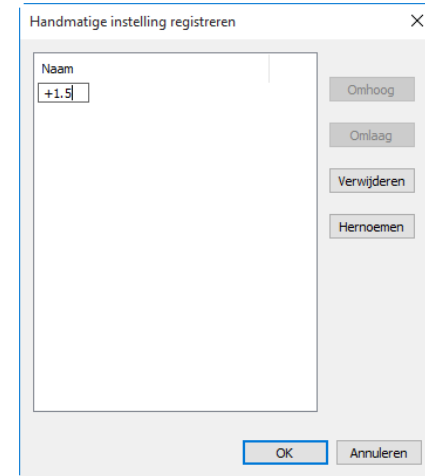 Handmatige instelling registreren
Naam
+1.5
Omhoog
Omlaag
Verwijderen
Hernoemen
OK
Annuleren